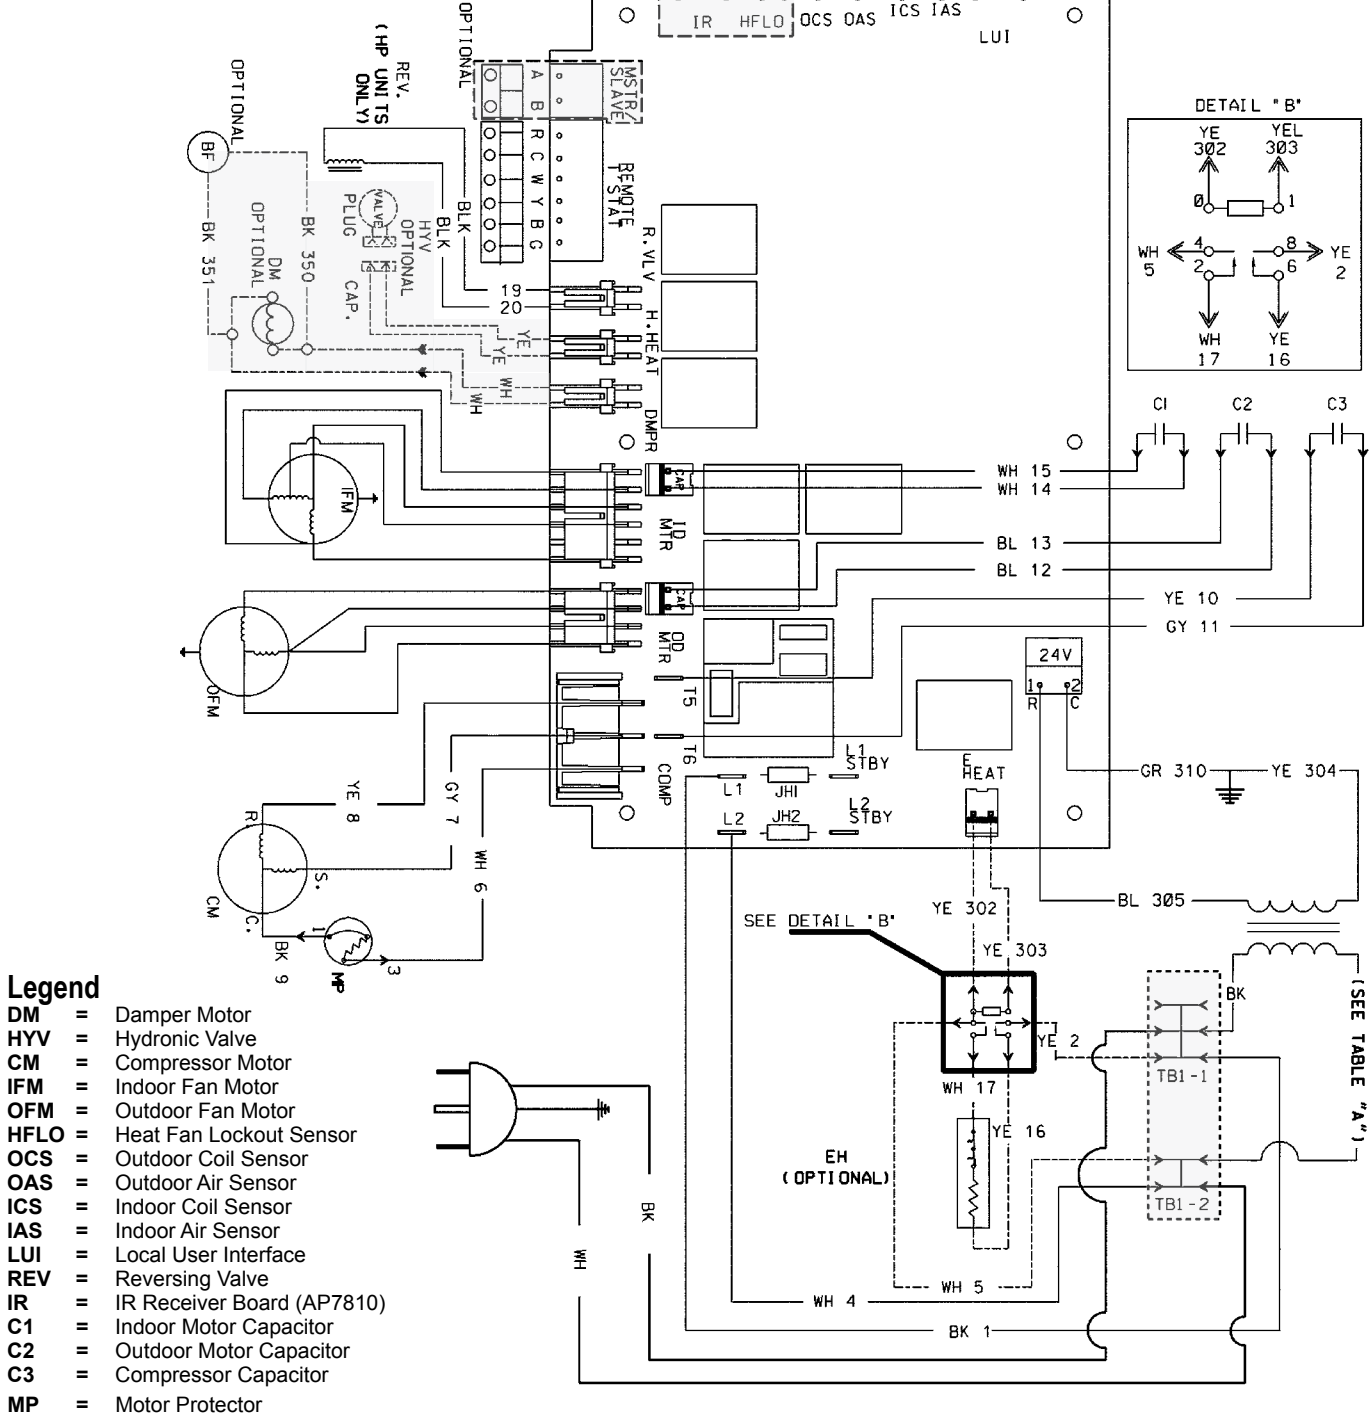 IR HFLO OCS OAS ICS IAS
LUI
OPTIONAL
REV.
(HP UNITS
ONLY)
OPTIONAL
MSTR/
SLAVE
A
B
R
C
W
Y
B
G
REMOTE
T'STAT
BF
BK 351
BK 350
DM
OPTIONAL
VALVE
PLUG
HYV
OPTIONAL
CAP.
BLK
BLK
19
20
YE
YE
WH
WH
R.VLV
H.HEAT
DMPR
DETAIL "B"
YE
302
YEL
303
0
1
WH
5
4
2
8
6
YE
2
WH
17
YE
16
C1
C2
C3
IFM
CAP
ID
MTR
WH 15
WH 14
BL 13
BL 12
YE 10
GY 11
OFM
CAP
OD
MTR
T5
T6
COMP
24V
1 2
R C
L1
JH1
L1
STBY
L2
JH2
L2
STBY
E
HEAT
GR 310
YE 304
BL 305
YE 8
GY 7
WH 6
R.
S.
C.
CM
BK 9
1
3
MP
YE 302
YE 303
SEE DETAIL "B"
YE 2
WH 17
YE 16
EH
(OPTIONAL)
BK
TB1-1
TB1-2
(SEE TABLE "A")
BK
WH
WH 5
WH 4
BK 1
Legend
DM = Damper Motor
HYV = Hydronic Valve
CM = Compressor Motor
IFM = Indoor Fan Motor
OFM = Outdoor Fan Motor
HFLO = Heat Fan Lockout Sensor
OCS = Outdoor Coil Sensor
OAS = Outdoor Air Sensor
ICS = Indoor Coil Sensor
IAS = Indoor Air Sensor
LUI = Local User Interface
REV = Reversing Valve
IR = IR Receiver Board (AP7810)
C1 = Indoor Motor Capacitor
C2 = Outdoor Motor Capacitor
C3 = Compressor Capacitor
MP = Motor Protector